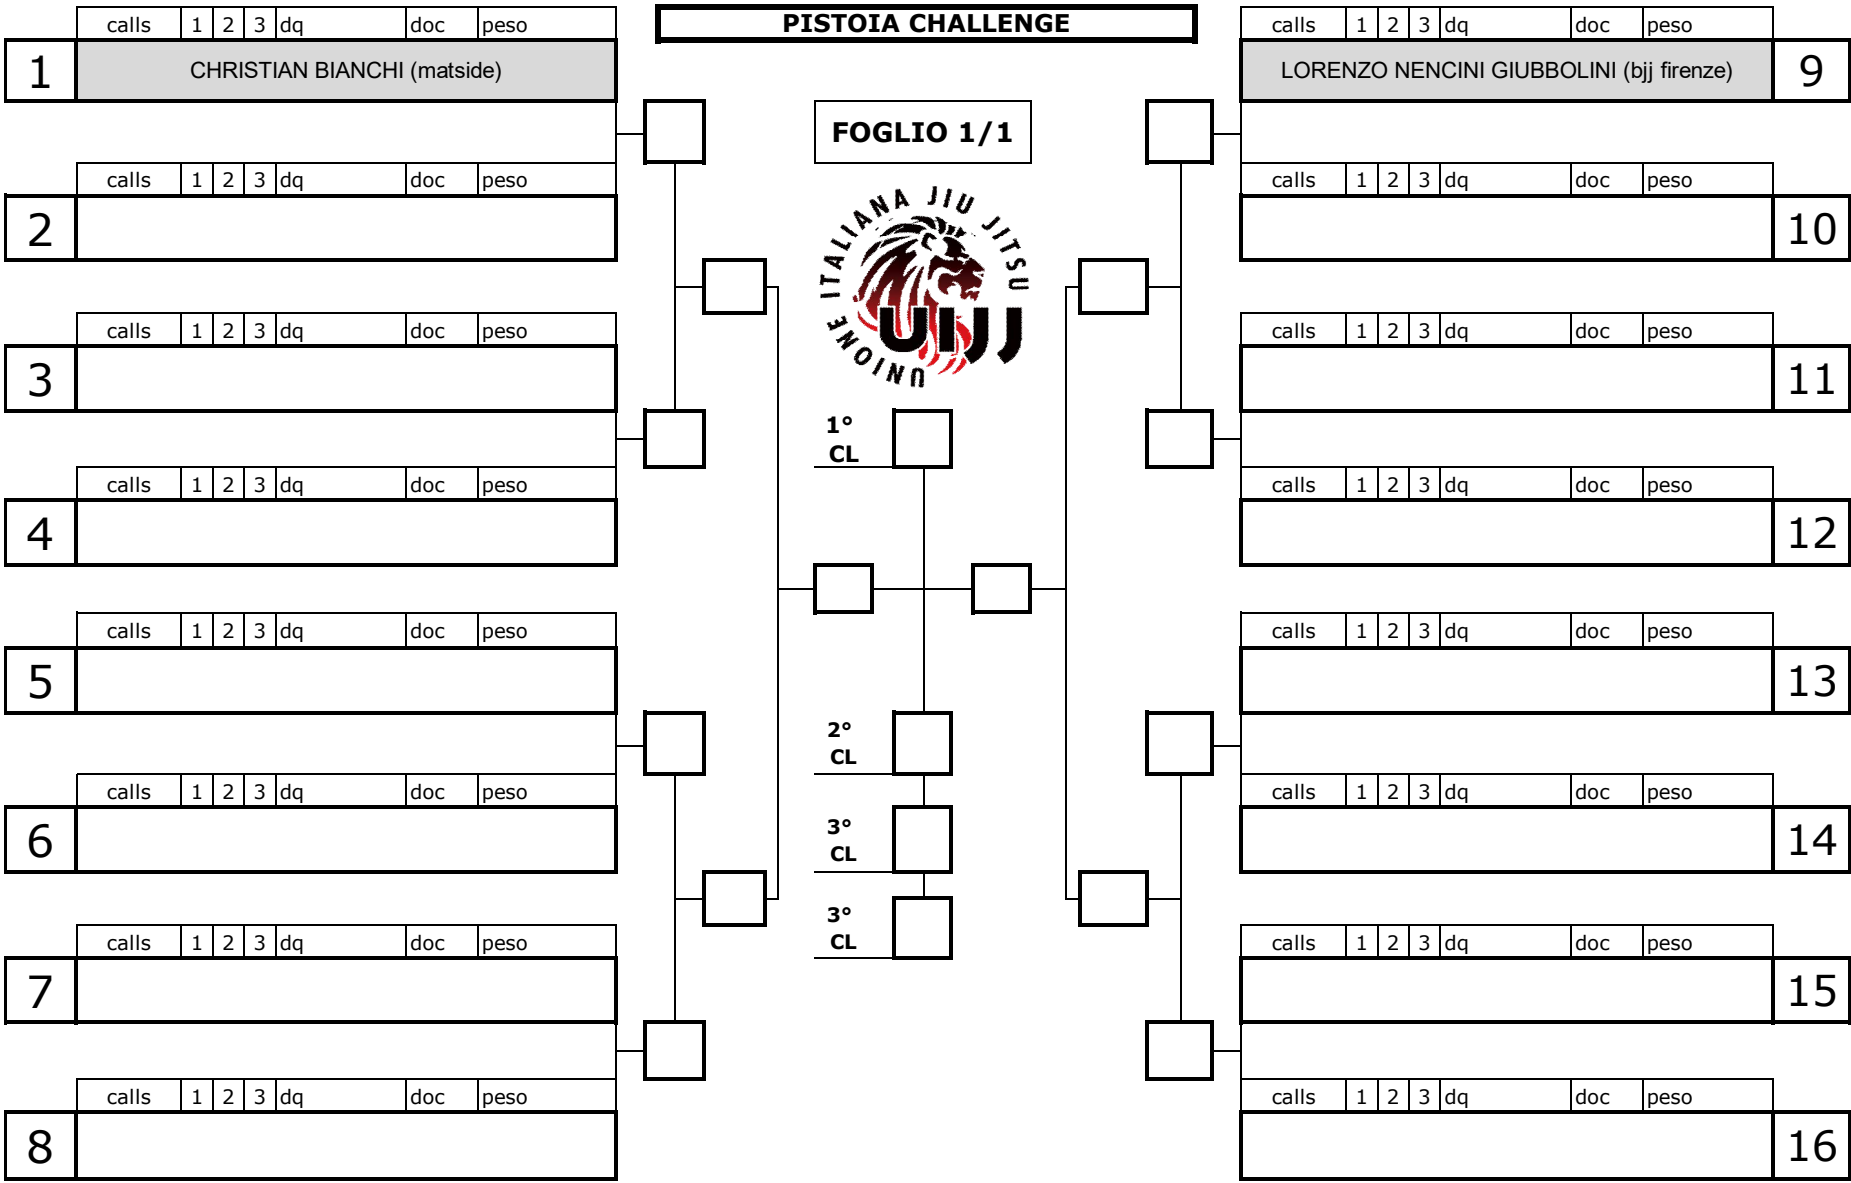 PISTOIA CHALLENGE
calls 1 2 3 dq doc peso
1 CHRISTIAN BIANCHI (matside)
calls 1 2 3 dq doc peso
2
calls 1 2 3 dq doc peso
3
calls 1 2 3 dq doc peso
4
calls 1 2 3 dq doc peso
5
calls 1 2 3 dq doc peso
6
calls 1 2 3 dq doc peso
7
calls 1 2 3 dq doc peso
8
FOGLIO 1/1
UNIONE ITALIANA JIU JITSU
UIJJ
1°
CL
2°
CL
3°
CL
3°
CL
calls 1 2 3 dq doc peso
LORENZO NENCINI GIUBBOLINI (bjj firenze) 9
calls 1 2 3 dq doc peso
10
calls 1 2 3 dq doc peso
11
calls 1 2 3 dq doc peso
12
calls 1 2 3 dq doc peso
13
calls 1 2 3 dq doc peso
14
calls 1 2 3 dq doc peso
15
calls 1 2 3 dq doc peso
16